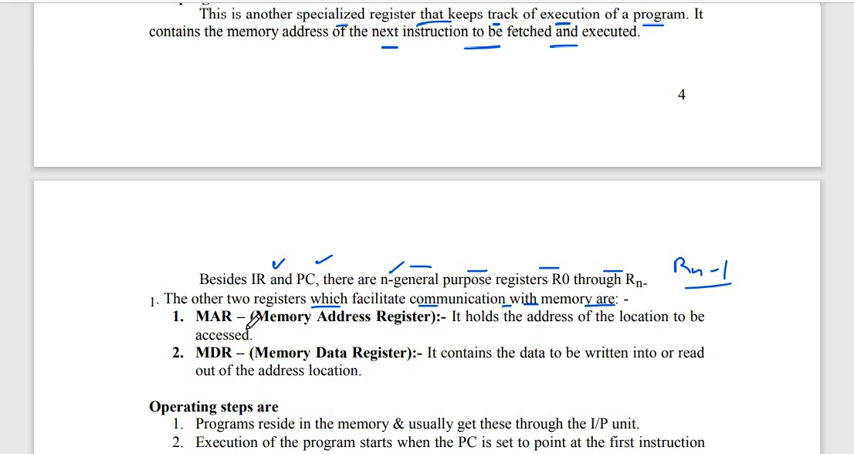 This is another specialized register that keeps track of execution of a program. It
contains the memory address of the next instruction to be fetched and executed.
4
Rn-1
Besides IR and PC, there are n-general purpose registers R0 through Rn-
1. The other two registers which facilitate communication with memory are: -
1. MAR – (Memory Address Register):- It holds the address of the location to be
accessed.
2. MDR – (Memory Data Register):- It contains the data to be written into or read
out of the address location.
Operating steps are
1. Programs reside in the memory & usually get these through the I/P unit.
2. Execution of the program starts when the PC is set to point at the first instruction